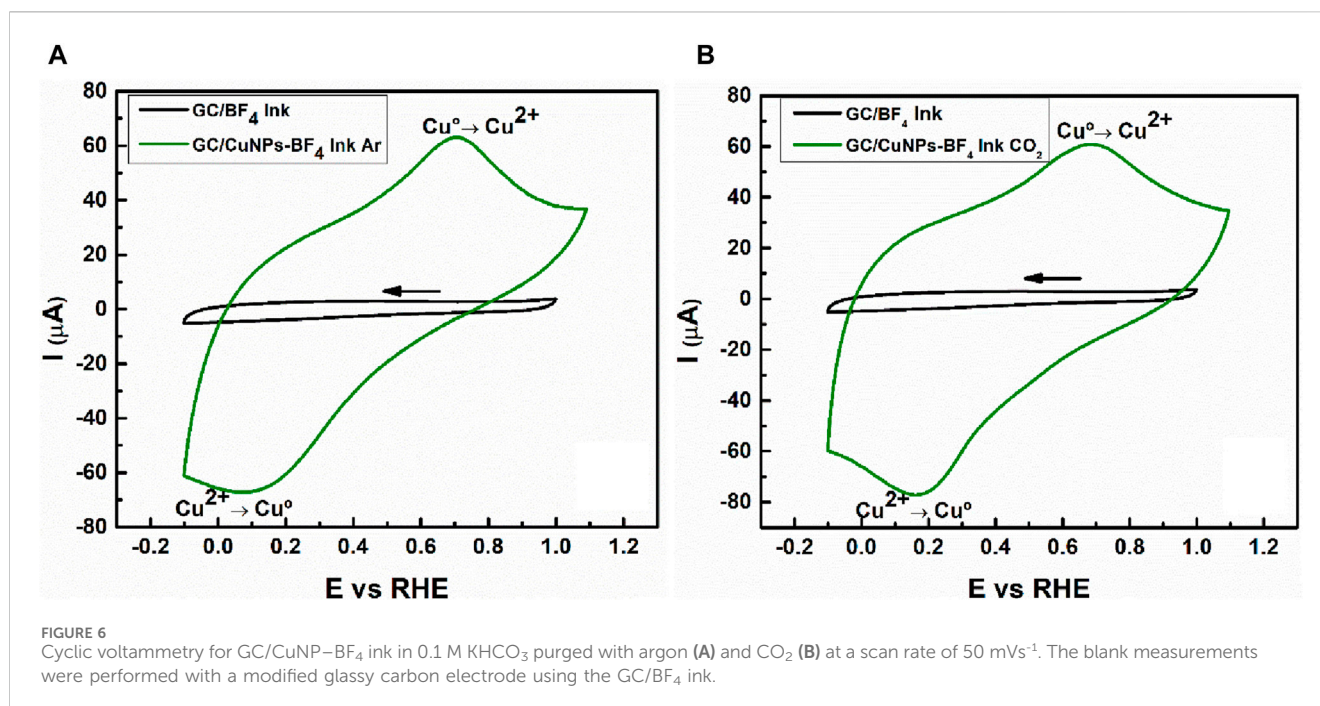 A
GC/BF₄ Ink
GC/CuNPs-BF₄ Ink Ar
Cuº → Cu²⁺
Cu²⁺ → Cuº
80
60
40
20
0
-20
-40
-60
-80
I (µA)
-0.2 0.0 0.2 0.4 0.6 0.8 1.0 1.2
E vs RHE
B
GC/BF₄ Ink
GC/CuNPs-BF₄ Ink CO₂
Cuº → Cu²⁺
Cu²⁺ → Cuº
80
60
40
20
0
-20
-40
-60
-80
I (µA)
-0.2 0.0 0.2 0.4 0.6 0.8 1.0 1.2
E vs RHE
FIGURE 6
Cyclic voltammetry for GC/CuNP–BF₄ ink in 0.1 M KHCO₃ purged with argon (A) and CO₂ (B) at a scan rate of 50 mVs⁻¹. The blank measurements
were performed with a modified glassy carbon electrode using the GC/BF₄ ink.